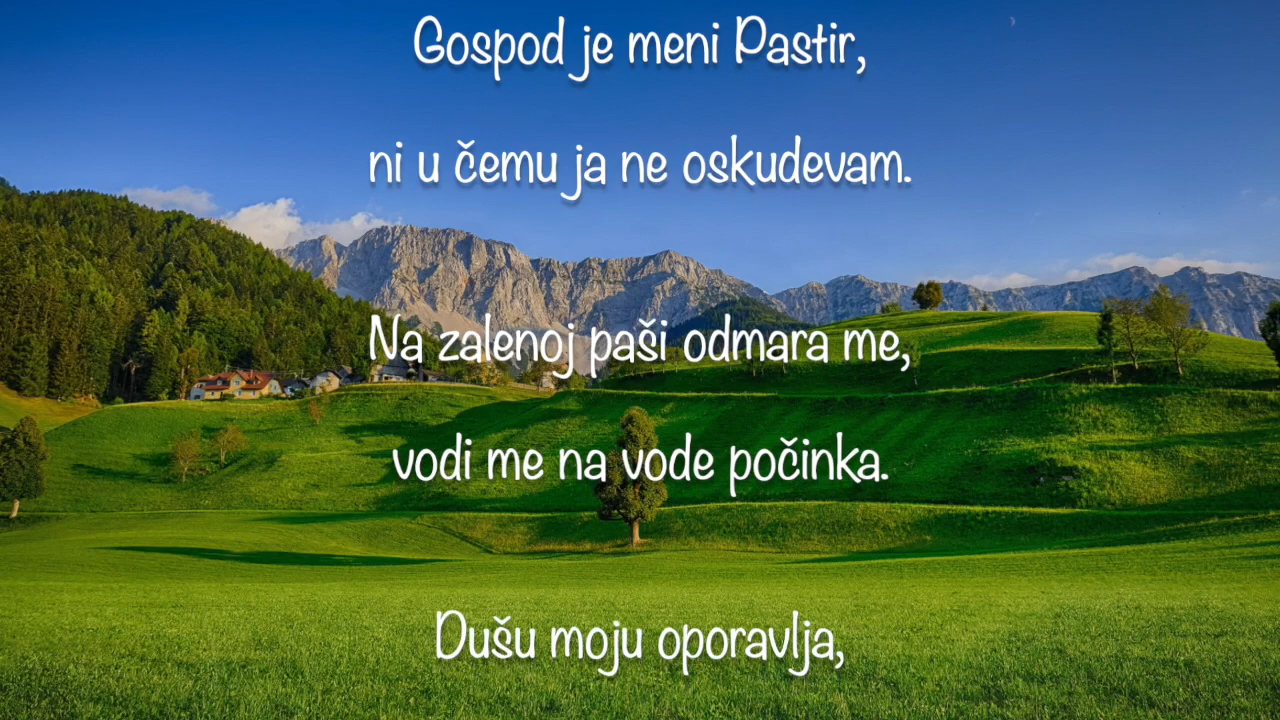 Gospod je meni Pastir,
ni u čemu ja ne oskudevam.
Na zalenoj paši odmara me,
vodi me na vode počinka.
Dušu moju oporavlja,